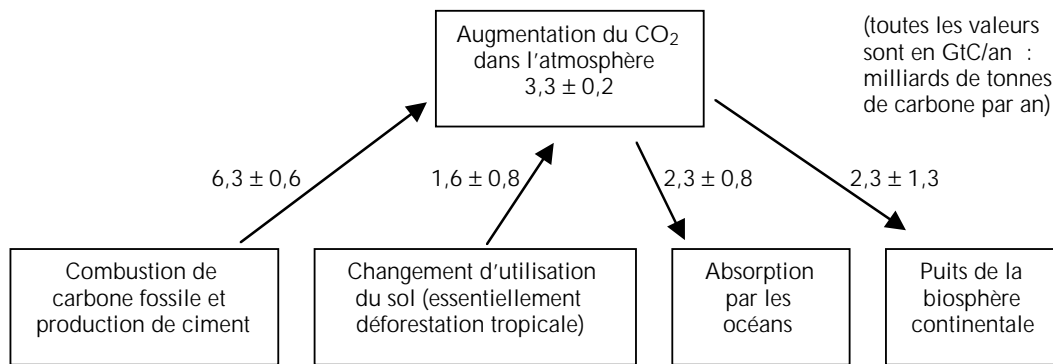 Augmentation du CO₂
dans l'atmosphère
3,3 ± 0,2
(toutes les valeurs
sont en GtC/an :
milliards de tonnes
de carbone par an)
6,3 ± 0,6
1,6 ± 0,8
2,3 ± 0,8
2,3 ± 1,3
Combustion de
carbone fossile et
production de ciment
Changement d'utilisation
du sol (essentiellement
déforestation tropicale)
Absorption
par les
océans
Puits de la
biosphère
continentale